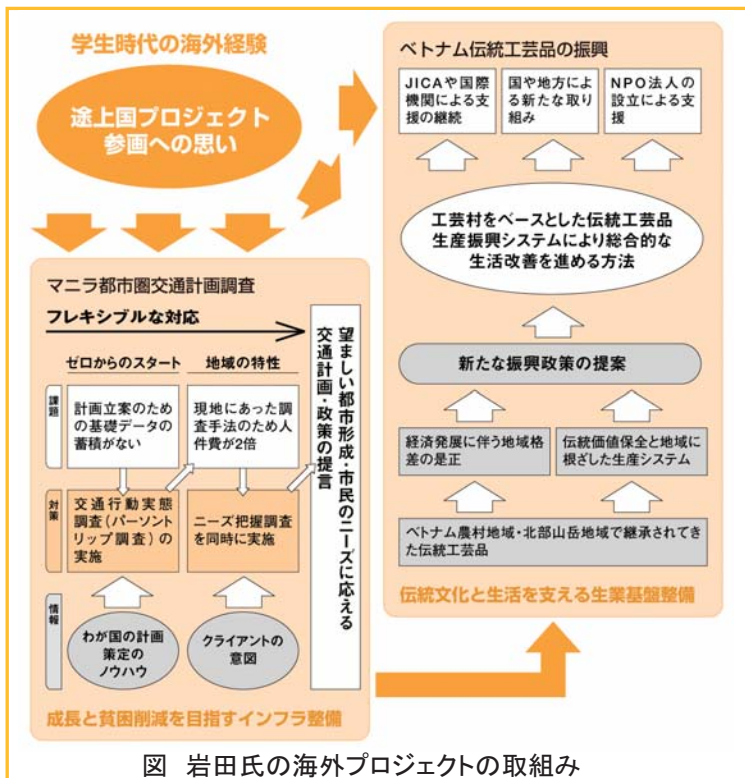 学生時代の海外経験
途上国プロジェクト
参画への思い
マニラ都市圏交通計画調査
フレキシブルな対応
ゼロからのスタート
地域の特性
課題
計画立案のため
の基礎データの
蓄積がない
現地にあった調
査手法のため人
件費が2倍
対策
交通行動実態
調査(パーソント
リップ調査)の
実施
ニーズ把握調査
を同時に実施
情報
わが国の計画
策定の
ノウハウ
クライアントの
意図
望ましい都市形成・市民のニーズに応える
交通計画・政策の提言
成長と貧困削減を目指すインフラ整備
ベトナム伝統工芸品の振興
JICAや国際
機関による支
援の継続
国や地方によ
る新たな取り
組み
NPO法人の
設立による支
援
工芸村をベースとした伝統工芸品
生産振興システムにより総合的な
生活改善を進める方法
新たな振興政策の提案
経済発展に伴う地域格
差の是正
伝統価値保全と地域に
根ざした生産システム
ベトナム農村地域・北部山岳地域で継承されてき
た伝統工芸品
伝統文化と生活を支える生業基盤整備
図 岩田氏の海外プロジェクトの取組み